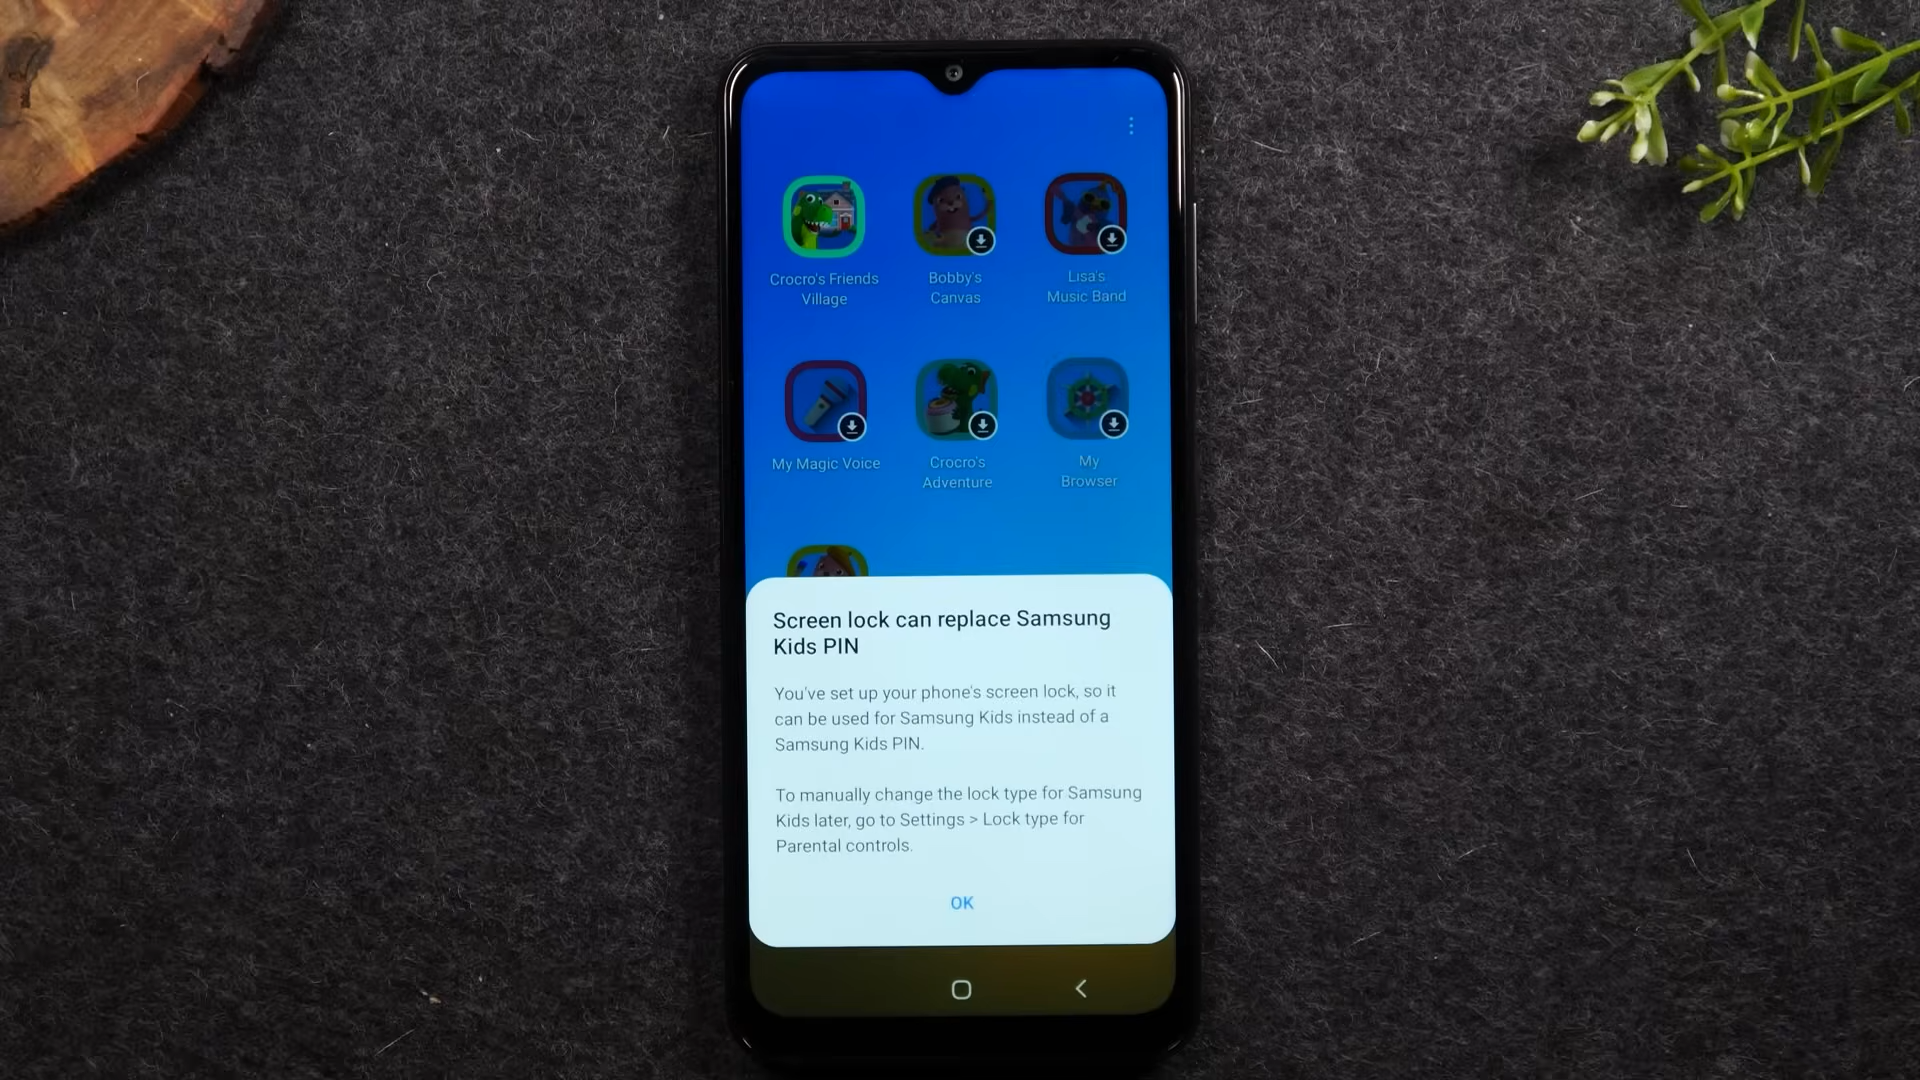 Crocro's Friends
Village
Bobby's
Canvas
Lisa's
Music Band
My Magic Voice
Crocro's
Adventure
My
Browser
Screen lock can replace Samsung
Kids PIN
You've set up your phone's screen lock, so it
can be used for Samsung Kids instead of a
Samsung Kids PIN.
To manually change the lock type for Samsung
Kids later, go to Settings > Lock type for
Parental controls.
OK